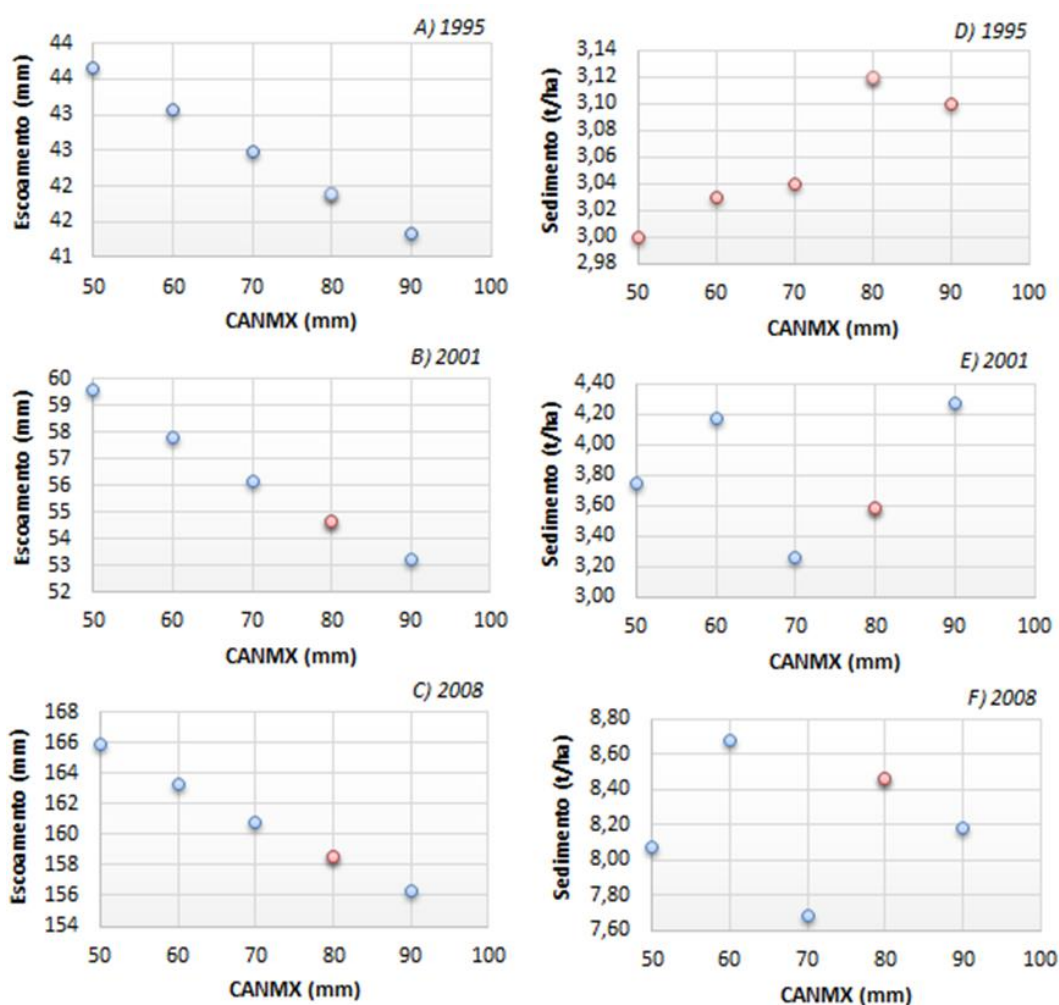 A) 1995
Escoamento (mm)
44
44
43
43
42
42
41
50 60 70 80 90 100
CANMX (mm)
D) 1995
Sedimento (t/ha)
3,14
3,12
3,10
3,08
3,06
3,04
3,02
3,00
2,98
50 60 70 80 90 100
CANMX (mm)
B) 2001
Escoamento (mm)
60
59
58
57
56
55
54
53
52
50 60 70 80 90 100
CANMX (mm)
E) 2001
Sedimento (t/ha)
4,40
4,20
4,00
3,80
3,60
3,40
3,20
3,00
50 60 70 80 90 100
CANMX (mm)
C) 2008
Escoamento (mm)
168
166
164
162
160
158
156
154
50 60 70 80 90 100
CANMX (mm)
F) 2008
Sedimento (t/ha)
8,80
8,60
8,40
8,20
8,00
7,80
7,60
50 60 70 80 90 100
CANMX (mm)